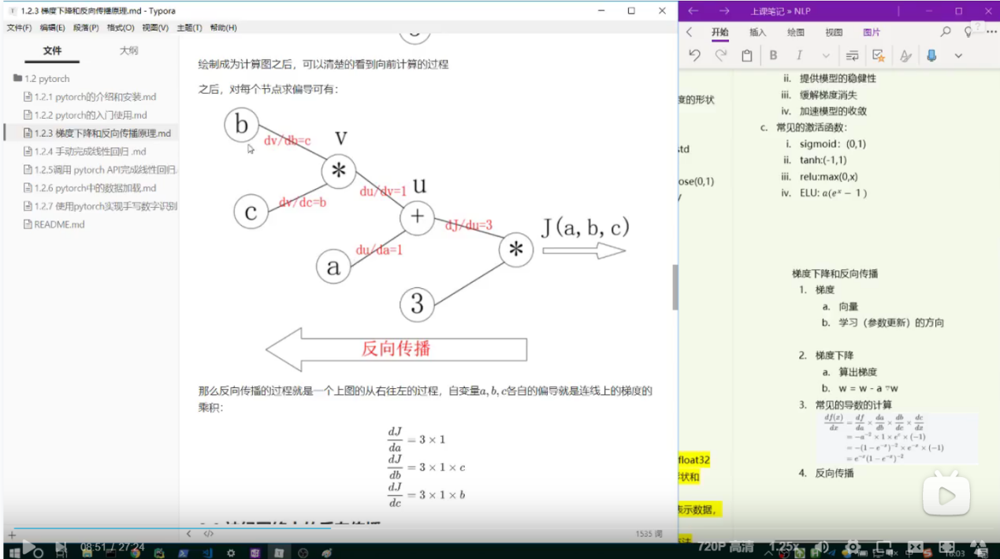 1.2.3 梯度下降和反向传播原理.md - Typora
文件(F) 编辑(E) 段落(P) 格式(O) 视图(V) 主题(T) 帮助(H)
文件 大纲
1.2 pytorch
1.2.1 pytorch的介绍和安装.md
1.2.2 pytorch的入门使用.md
1.2.3 梯度下降和反向传播原理.md
1.2.4 手动完成线性回归 .md
1.2.5调用 pytorch API完成线性回归.
1.2.6 pytorch中的数据加载.md
1.2.7 使用pytorch实现手写数字识别
README.md
绘制成为计算图之后，可以清楚的看到向前计算的过程
之后，对每个节点求偏导可有：
b
dv/db=c
v
*
c
dv/dc=b
du/dv=1
u
+
dJ/du=3
J(a,b,c)
*
a
du/da=1
3
反向传播
那么反向传播的过程就是一个上图的从右往左的过程，自变量a,b,c各自的偏导就是连线上的梯度的
乘积：
dJ/da = 3 × 1
dJ/db = 3 × 1 × c
dJ/dc = 3 × 1 × b
1535 词
上课笔记 » NLP
开始 插入 绘图 视图 图片
度的形状
std
ose(0,1)
float32
状和
表示数据，
ii. 提供模型的稳健性
iii. 缓解梯度消失
iv. 加速模型的收敛
c. 常见的激活函数：
i. sigmoid：(0,1)
ii. tanh:(-1,1)
iii. relu:max(0,x)
iv. ELU: a(eˣ − 1 )
梯度下降和反向传播
1. 梯度
a. 向量
b. 学习（参数更新）的方向
2. 梯度下降
a. 算出梯度
b. w = w - a ▽w
3. 常见的导数的计算
df(x)/dx = df/da × da/db × db/dc × dc/dx
= −a⁻² × 1 × eᶜ × (−1)
= −(1 − e⁻ˣ)⁻² × e⁻ˣ × (−1)
= e⁻ˣ(1 − e⁻ˣ)⁻²
4. 反向传播
08:51 / 27:24
720P 高清 1.25x
16:03